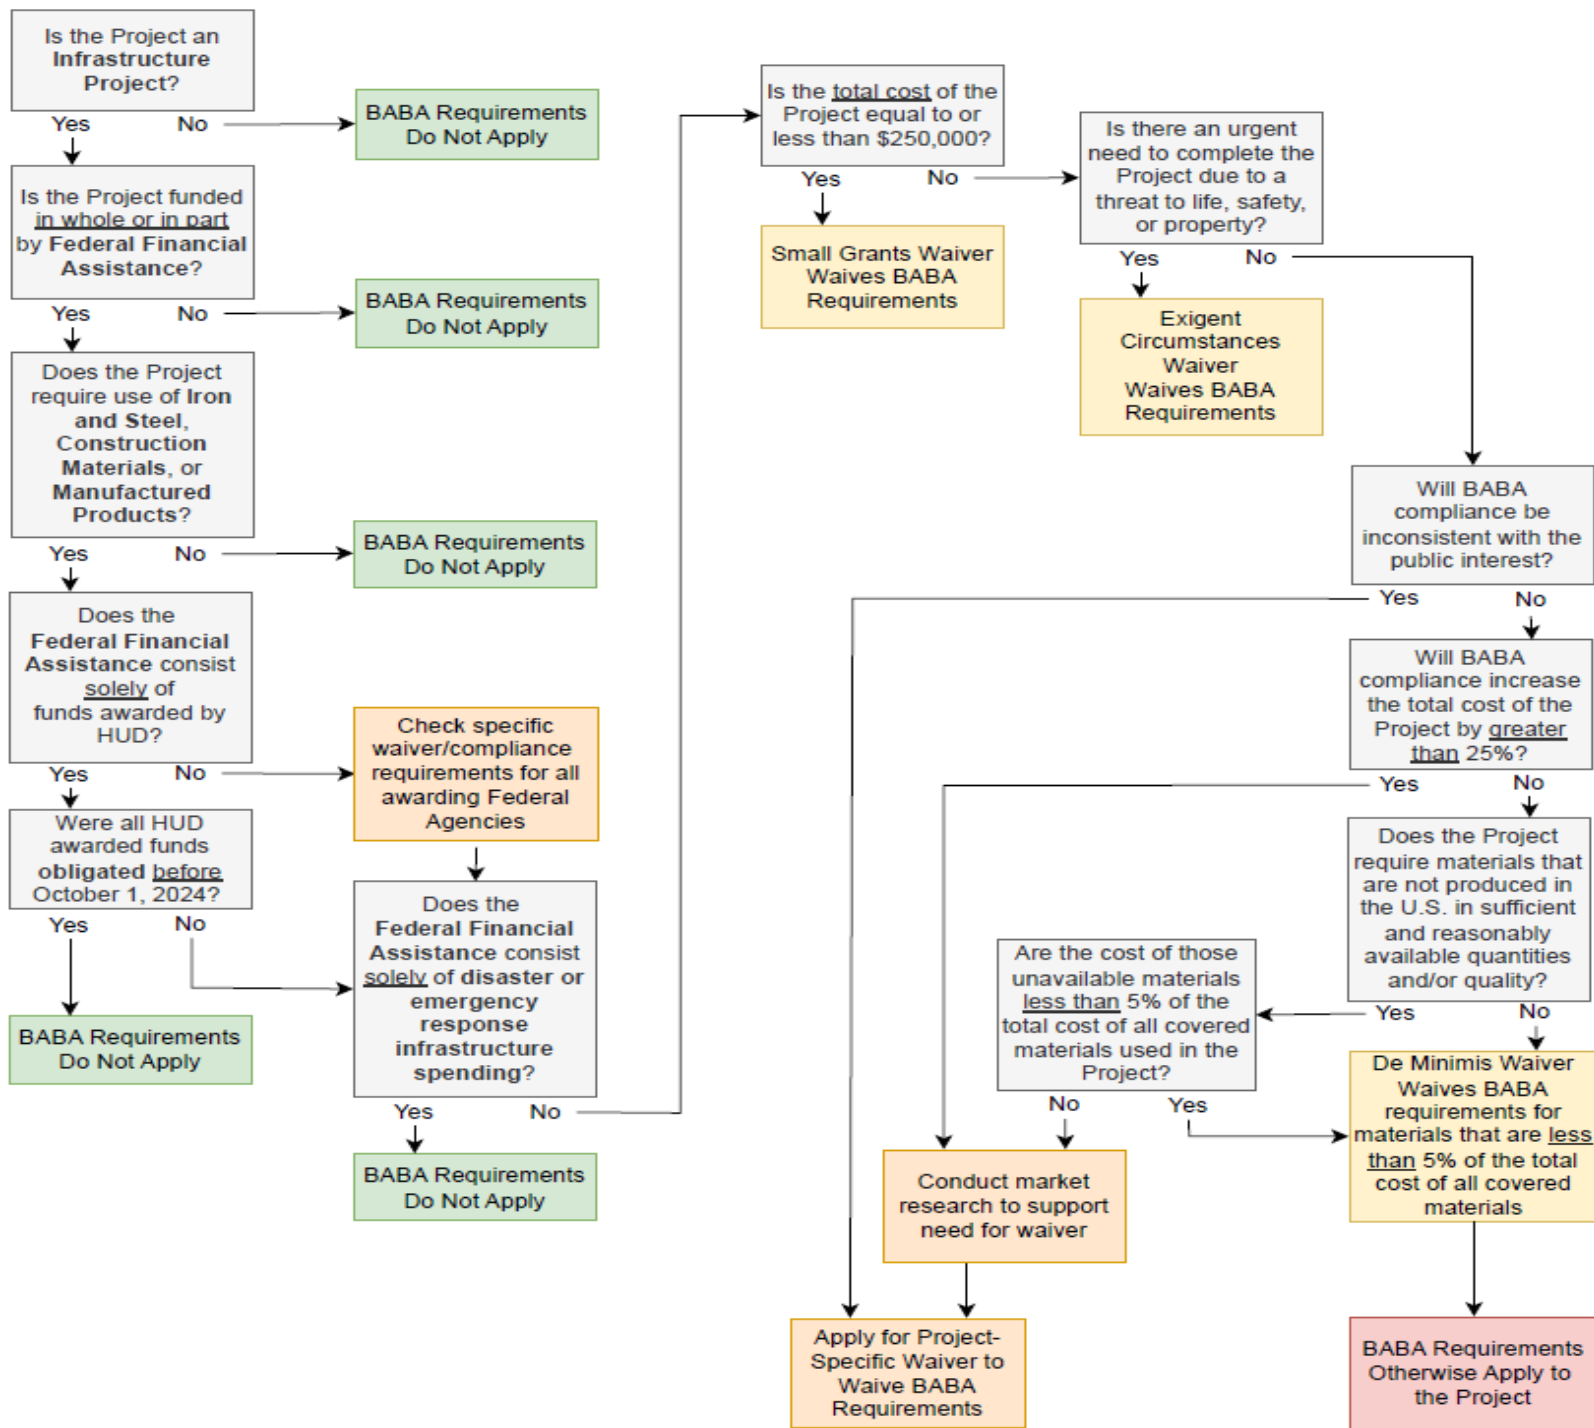 Is the Project an
Infrastructure
Project?
Yes
No
BABA Requirements
Do Not Apply
Is the Project funded
in whole or in part
by Federal Financial
Assistance?
Yes
No
BABA Requirements
Do Not Apply
Does the Project
require use of Iron
and Steel,
Construction
Materials, or
Manufactured
Products?
Yes
No
BABA Requirements
Do Not Apply
Does the
Federal Financial
Assistance consist
solely of
funds awarded by
HUD?
Yes
No
Check specific
waiver/compliance
requirements for all
awarding Federal
Agencies
Were all HUD
awarded funds
obligated before
October 1, 2024?
Yes
No
BABA Requirements
Do Not Apply
Does the
Federal Financial
Assistance consist
solely of disaster or
emergency
response
infrastructure
spending?
Yes
No
BABA Requirements
Do Not Apply
Is the total cost of the
Project equal to or
less than $250,000?
Yes
No
Small Grants Waiver
Waives BABA
Requirements
Is there an urgent
need to complete the
Project due to a
threat to life, safety,
or property?
Yes
No
Exigent
Circumstances
Waiver
Waives BABA
Requirements
Will BABA
compliance be
inconsistent with the
public interest?
Yes
No
Will BABA
compliance increase
the total cost of the
Project by greater
than 25%?
Yes
No
Does the Project
require materials that
are not produced in
the U.S. in sufficient
and reasonably
available quantities
and/or quality?
Yes
No
Are the cost of those
unavailable materials
less than 5% of the
total cost of all covered
materials used in the
Project?
No
Yes
De Minimis Waiver
Waives BABA
requirements for
materials that are less
than 5% of the total
cost of all covered
materials
Conduct market
research to support
need for waiver
Apply for Project-
Specific Waiver to
Waive BABA
Requirements
BABA Requirements
Otherwise Apply to
the Project